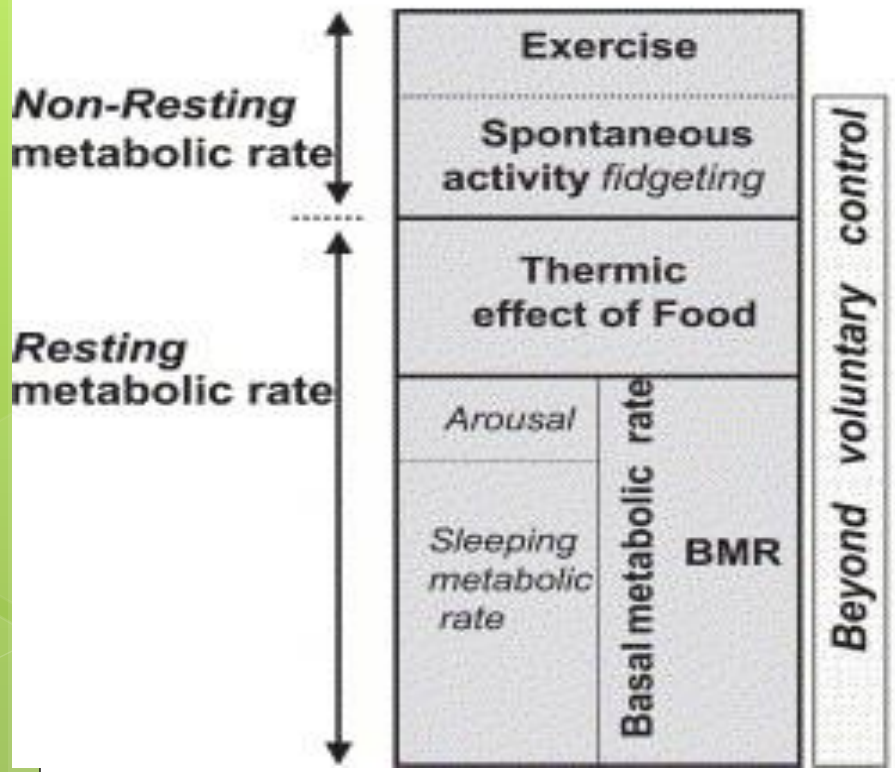 Exercise
Non-Resting
metabolic rate
Spontaneous
activity fidgeting
Thermic
effect of Food
Resting
metabolic rate
Arousal
Sleeping
metabolic
rate
Basal metabolic rate
BMR
Beyond voluntary control